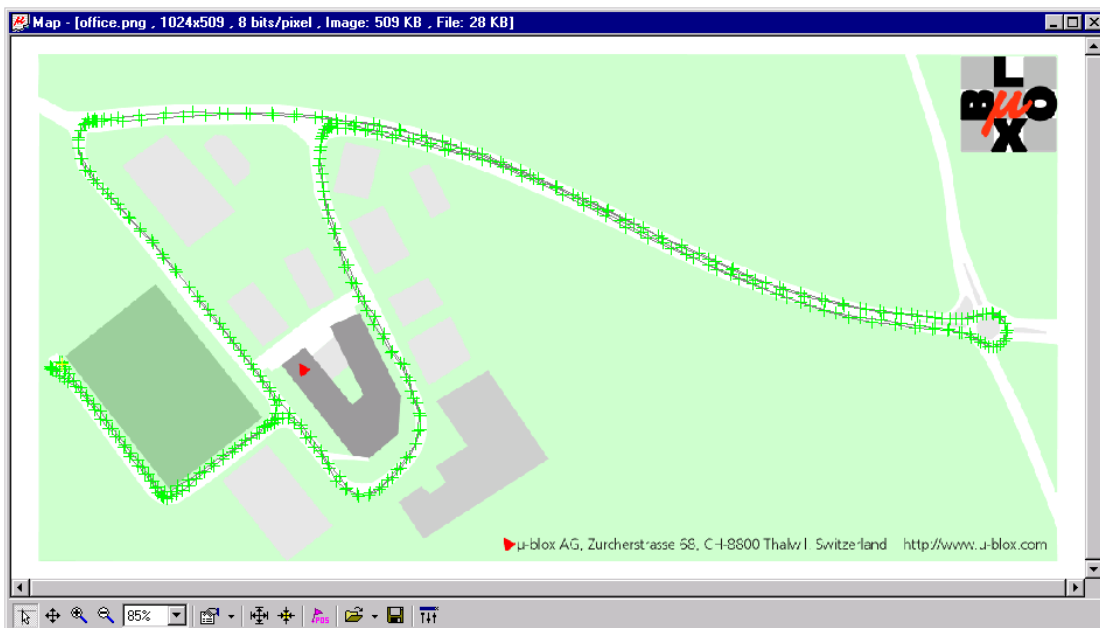 Map - [office.png , 1024x509 , 8 bits/pixel , Image: 509 KB , File: 28 KB]
B L
μ
X O
μ-blox AG, Zurcherstrasse 68, CH-8800 Thalwil, Switzerland http://www.u-blox.com
85%
POS